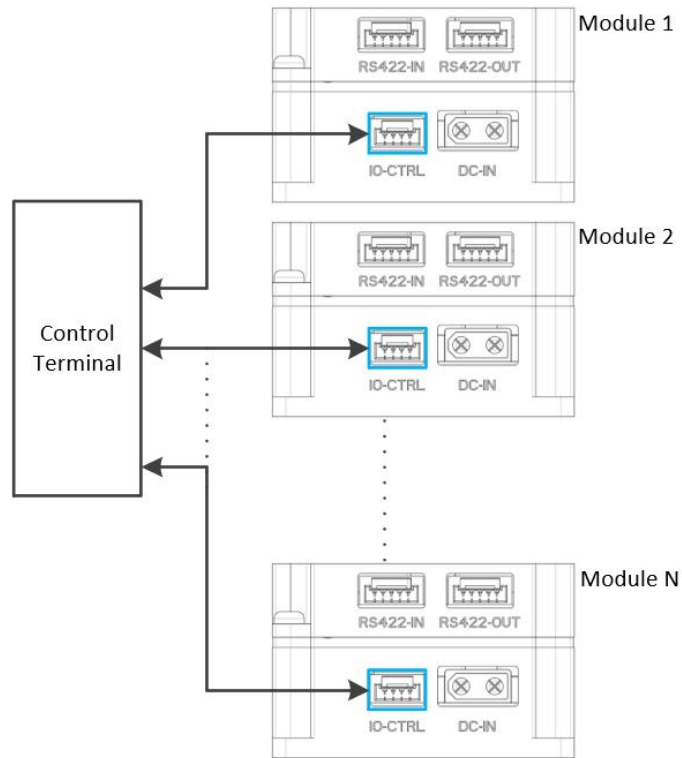 Module 1
RS422-IN RS422-OUT
IO-CTRL DC-IN
Module 2
RS422-IN RS422-OUT
Control
Terminal
IO-CTRL DC-IN
Module N
RS422-IN RS422-OUT
IO-CTRL DC-IN